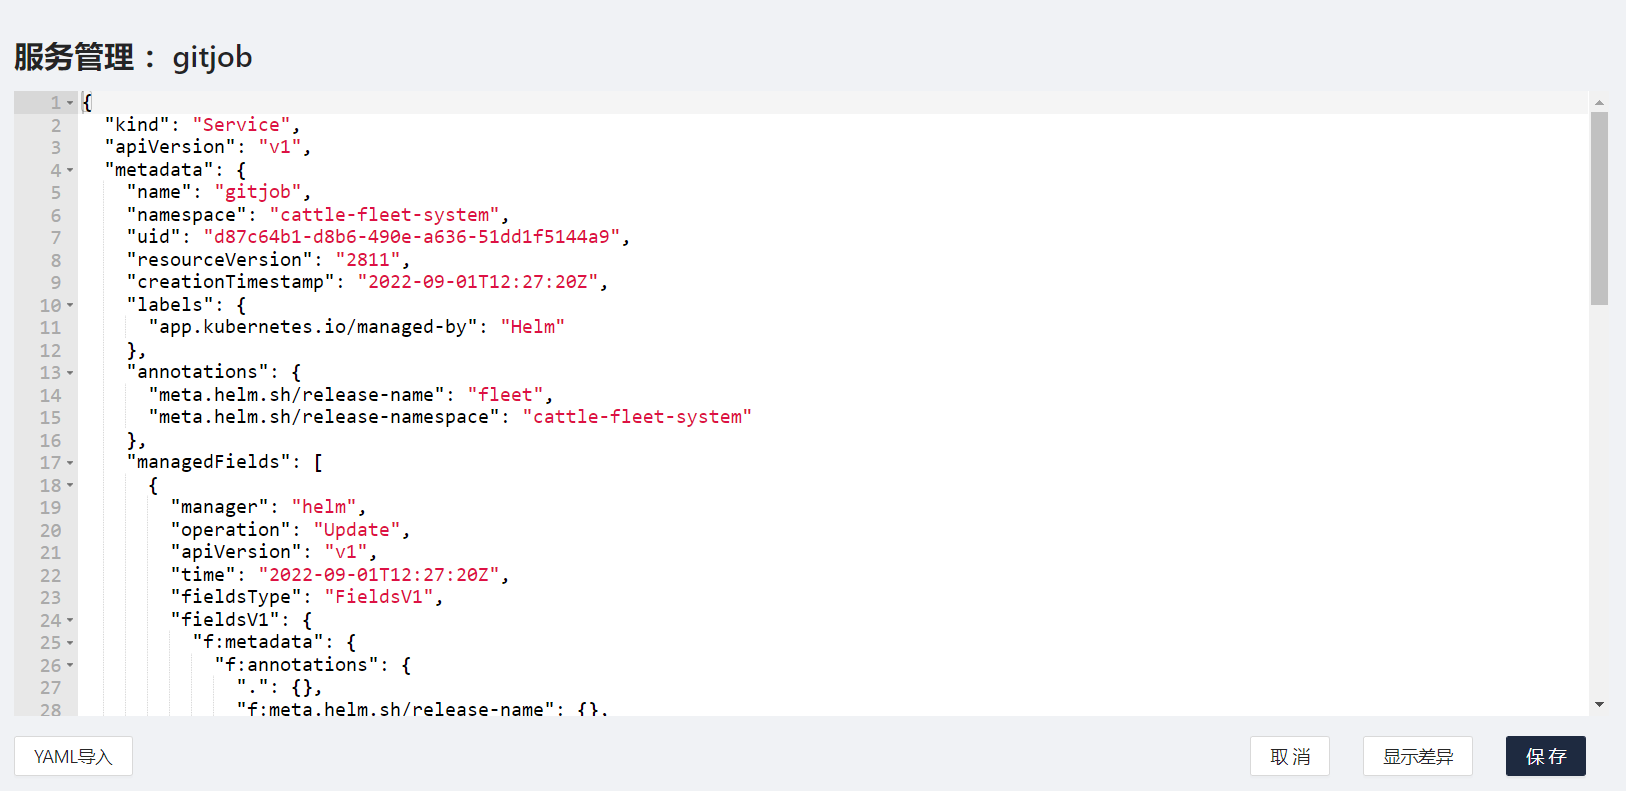 服务管理： gitjob
1 {
2 "kind": "Service",
3 "apiVersion": "v1",
4 "metadata": {
5 "name": "gitjob",
6 "namespace": "cattle-fleet-system",
7 "uid": "d87c64b1-d8b6-490e-a636-51dd1f5144a9",
8 "resourceVersion": "2811",
9 "creationTimestamp": "2022-09-01T12:27:20Z",
10 "labels": {
11 "app.kubernetes.io/managed-by": "Helm"
12 },
13 "annotations": {
14 "meta.helm.sh/release-name": "fleet",
15 "meta.helm.sh/release-namespace": "cattle-fleet-system"
16 },
17 "managedFields": [
18 {
19 "manager": "helm",
20 "operation": "Update",
21 "apiVersion": "v1",
22 "time": "2022-09-01T12:27:20Z",
23 "fieldsType": "FieldsV1",
24 "fieldsV1": {
25 "f:metadata": {
26 "f:annotations": {
27 ".": {},
28 "f:meta.helm.sh/release-name": {},
YAML导入 取消 显示差异 保存